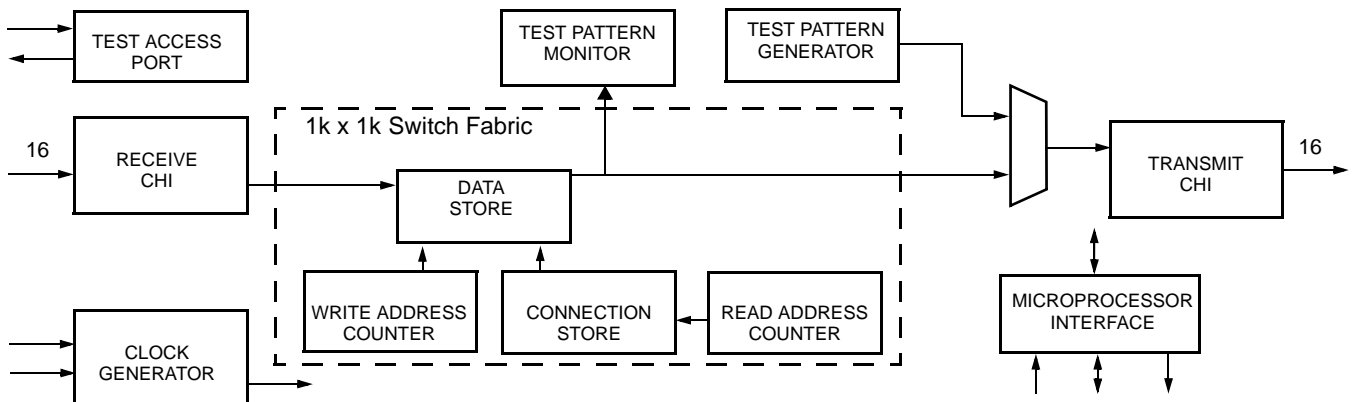 TEST ACCESS
PORT
TEST PATTERN
MONITOR
TEST PATTERN
GENERATOR
1k x 1k Switch Fabric
16
RECEIVE
CHI
DATA
STORE
TRANSMIT
CHI
16
WRITE ADDRESS
COUNTER
CONNECTION
STORE
READ ADDRESS
COUNTER
MICROPROCESSOR
INTERFACE
CLOCK
GENERATOR